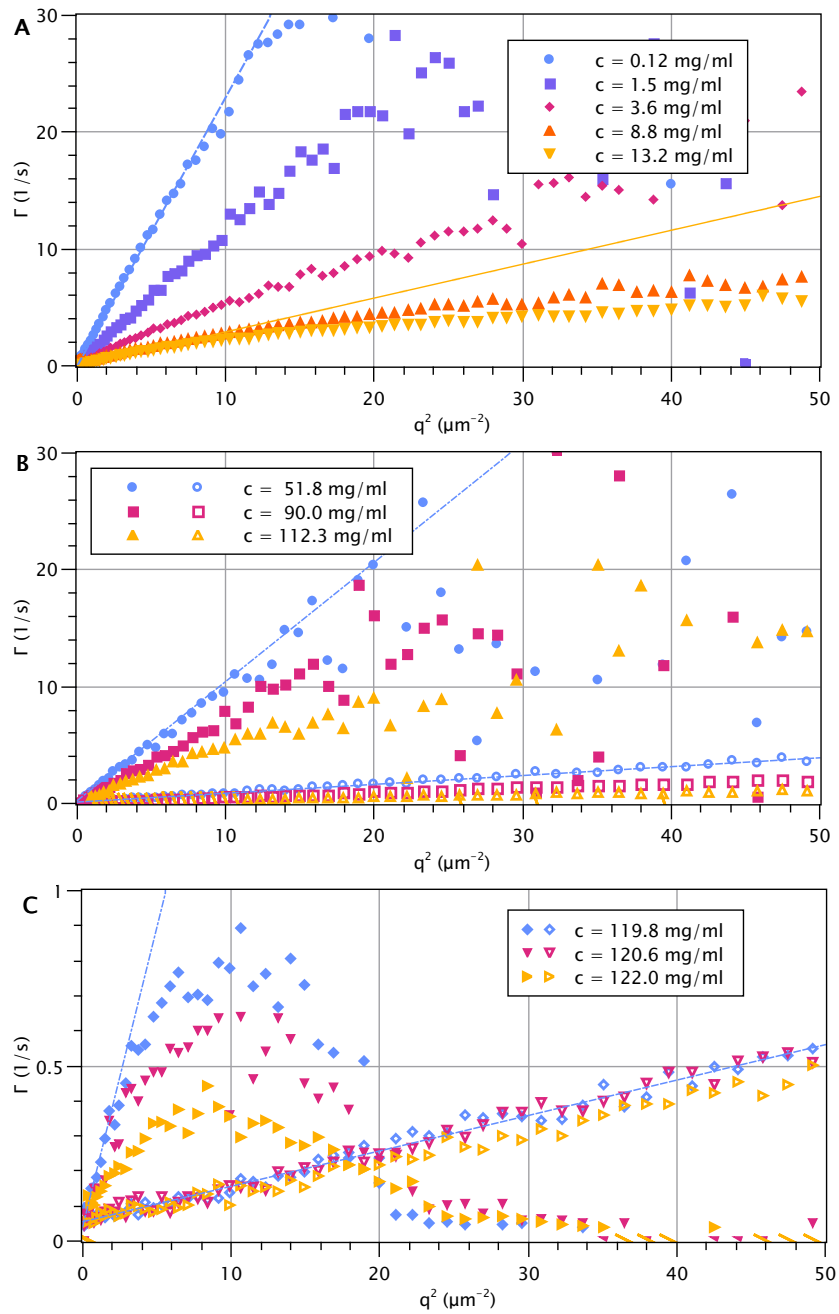 A
30
20
10
0
Γ (1/s)
c = 0.12 mg/ml
c = 1.5 mg/ml
c = 3.6 mg/ml
c = 8.8 mg/ml
c = 13.2 mg/ml
0 10 20 30 40 50
q² (μm⁻²)
B
30
20
10
0
Γ (1/s)
c = 51.8 mg/ml
c = 90.0 mg/ml
c = 112.3 mg/ml
0 10 20 30 40 50
q² (μm⁻²)
C
1
0.5
0
Γ (1/s)
c = 119.8 mg/ml
c = 120.6 mg/ml
c = 122.0 mg/ml
0 10 20 30 40 50
q² (μm⁻²)